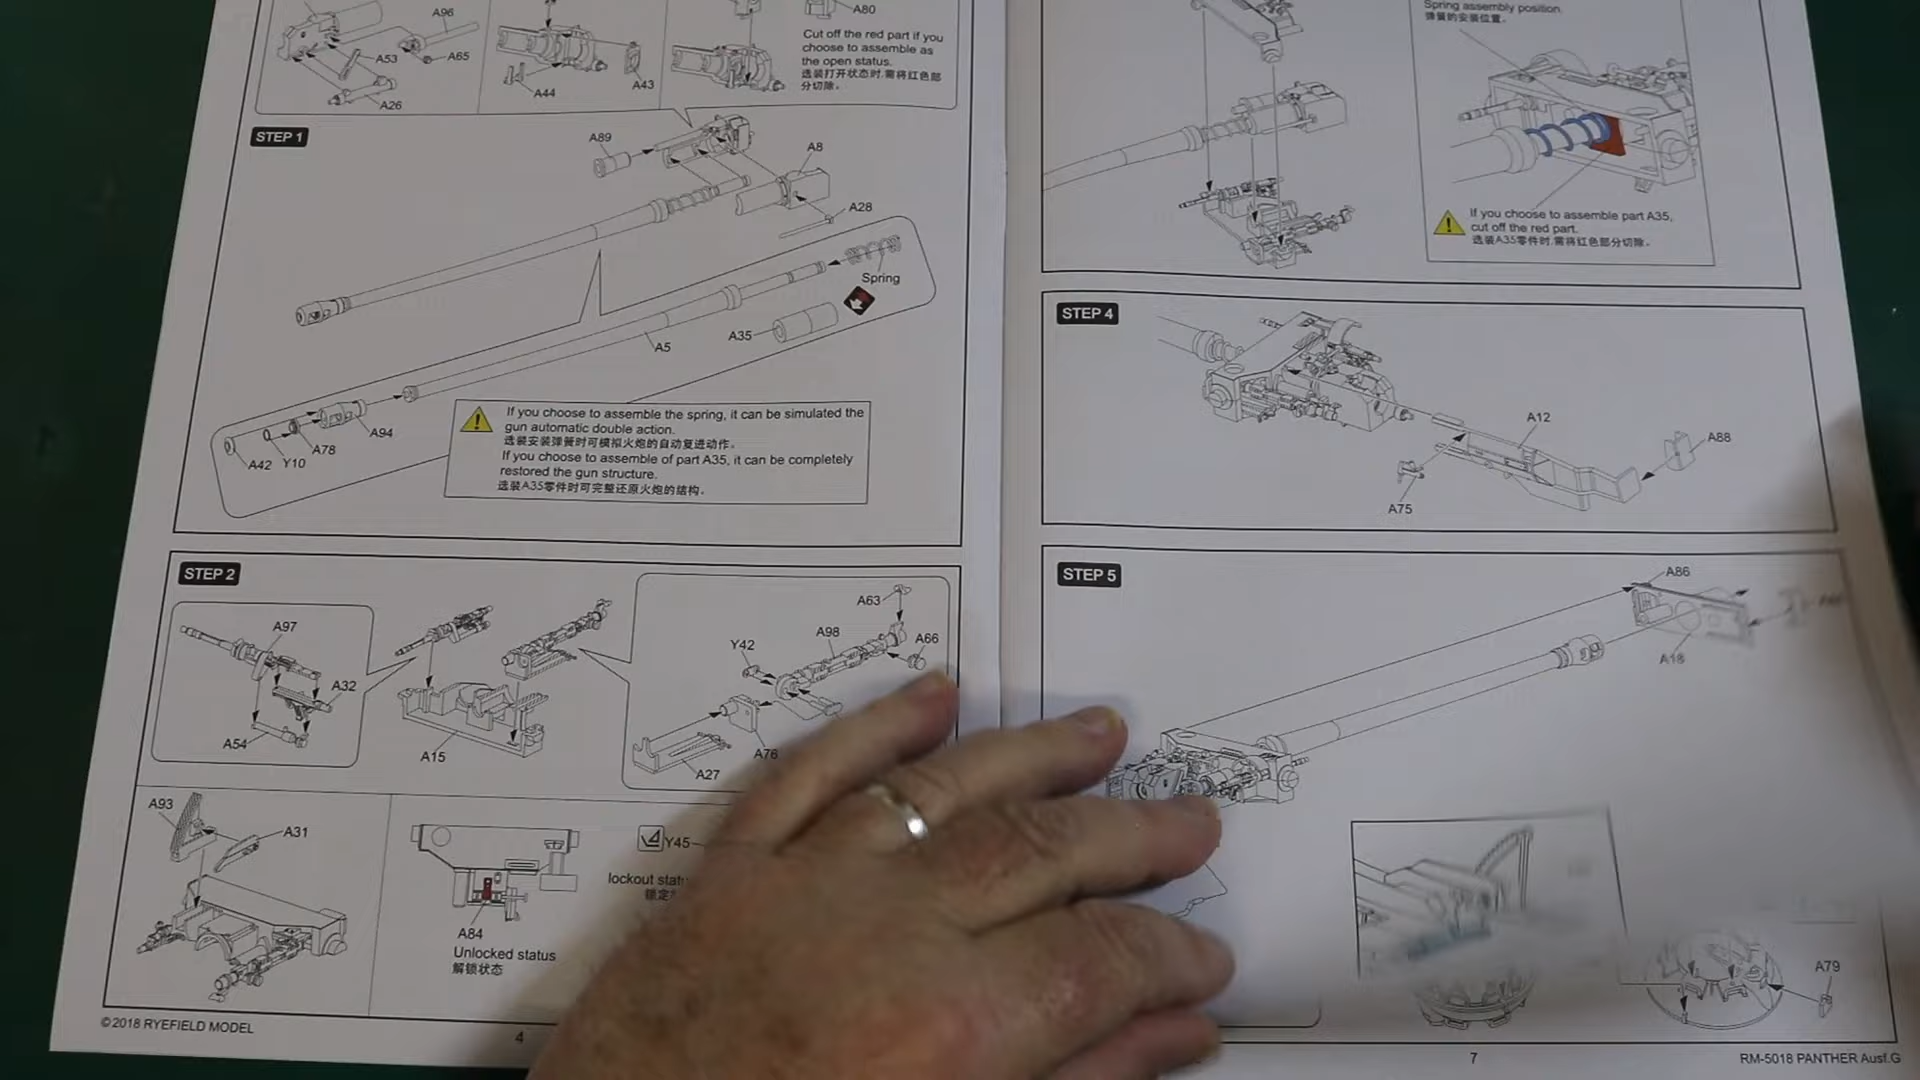 A96
A53
A65
A26
A44
A43
A80
Cut off the red part if you
choose to assemble as
the open status.
选装打开状态时,需将红色部
分切除。
STEP 1
A89
A8
A28
Spring
A35
A5
A94
A78
Y10
A42
If you choose to assemble the spring, it can be simulated the
gun automatic double action.
选装安装弹簧时可模拟火炮的自动复进动作。
If you choose to assemble of part A35, it can be completely
restored the gun structure.
选装A35零件时可完整还原火炮的结构。
STEP 2
A97
A32
A54
A15
A63
A98
A66
Y42
A76
A27
A93
A31
A84
Unlocked status
解锁状态
Y45
lockout
锁定
©2018 RYEFIELD MODEL
4
Spring assembly position.
弹簧的安装位置。
If you choose to assemble part A35,
cut off the red part.
选装A35零件时,需将红色部分切除。
STEP 4
A12
A88
A75
STEP 5
A86
A18
A79
7
RM-5018 PANTHER Ausf.G